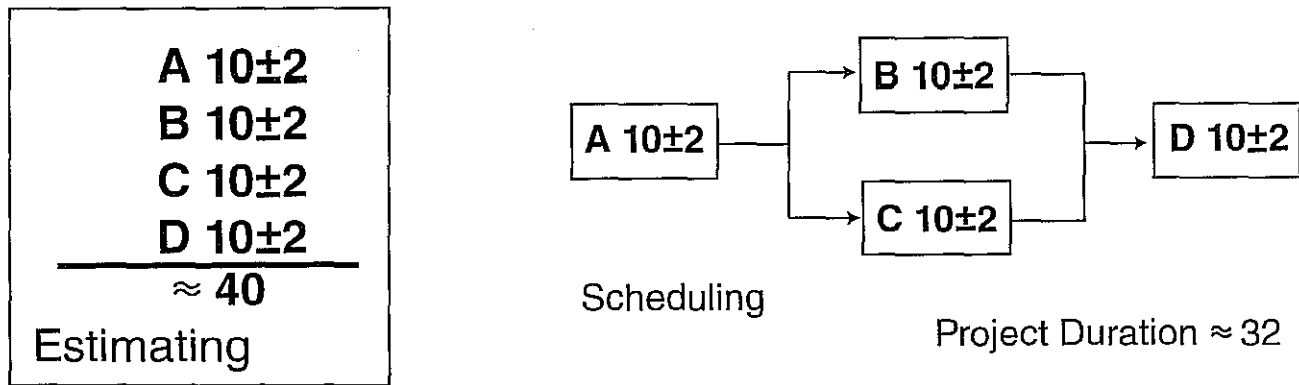 A 10±2
B 10±2
C 10±2
D 10±2
≈ 40
Estimating
A 10±2
B 10±2
C 10±2
D 10±2
Scheduling
Project Duration ≈ 32